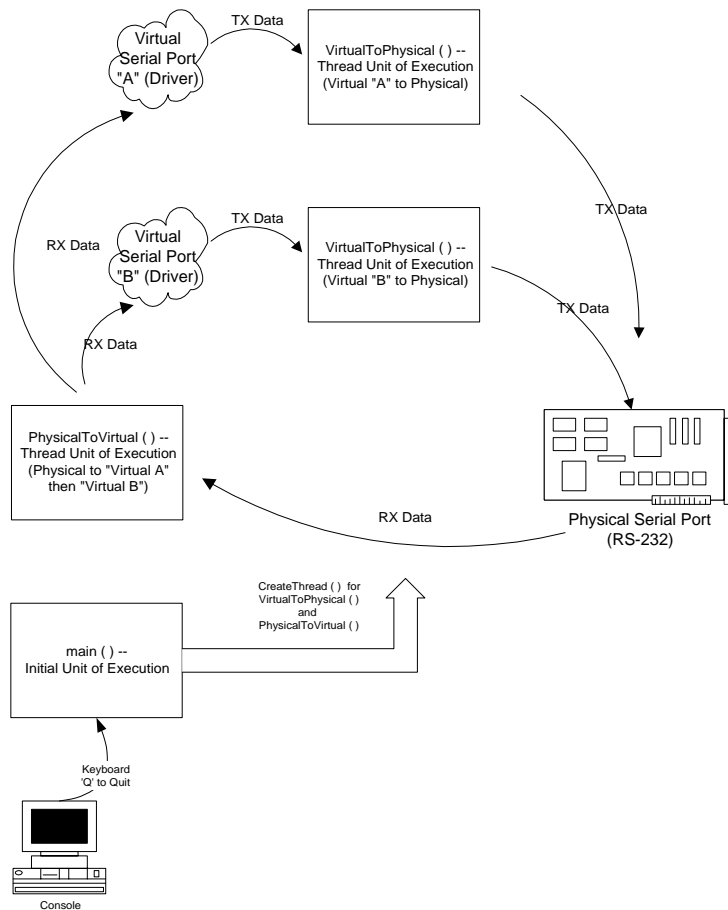 Virtual
Serial Port
"A" (Driver)
TX Data
VirtualToPhysical ( ) --
Thread Unit of Execution
(Virtual "A" to Physical)
TX Data
RX Data
Virtual
Serial Port
"B" (Driver)
TX Data
VirtualToPhysical ( ) --
Thread Unit of Execution
(Virtual "B" to Physical)
TX Data
RX Data
PhysicalToVirtual ( ) --
Thread Unit of Execution
(Physical to "Virtual A"
then "Virtual B")
RX Data
Physical Serial Port
(RS-232)
CreateThread ( ) for
VirtualToPhysical ( )
and
PhysicalToVirtual ( )
main ( ) --
Initial Unit of Execution
Keyboard
'Q' to Quit
Console